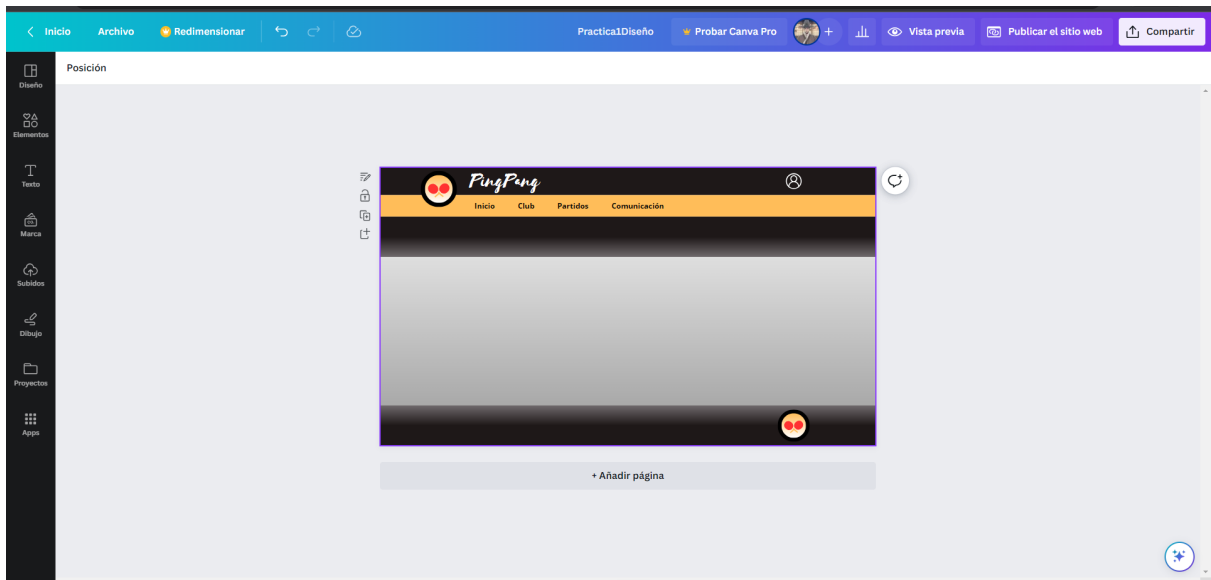 Inicio Archivo Redimensionar Practica1Diseño Probar Canva Pro + Vista previa Publicar el sitio web Compartir
Posición
Diseño
Elementos
Texto
Marca
Subidos
Dibujo
Proyectos
Apps
PingPang
Inicio Club Partidos Comunicación
+ Añadir página